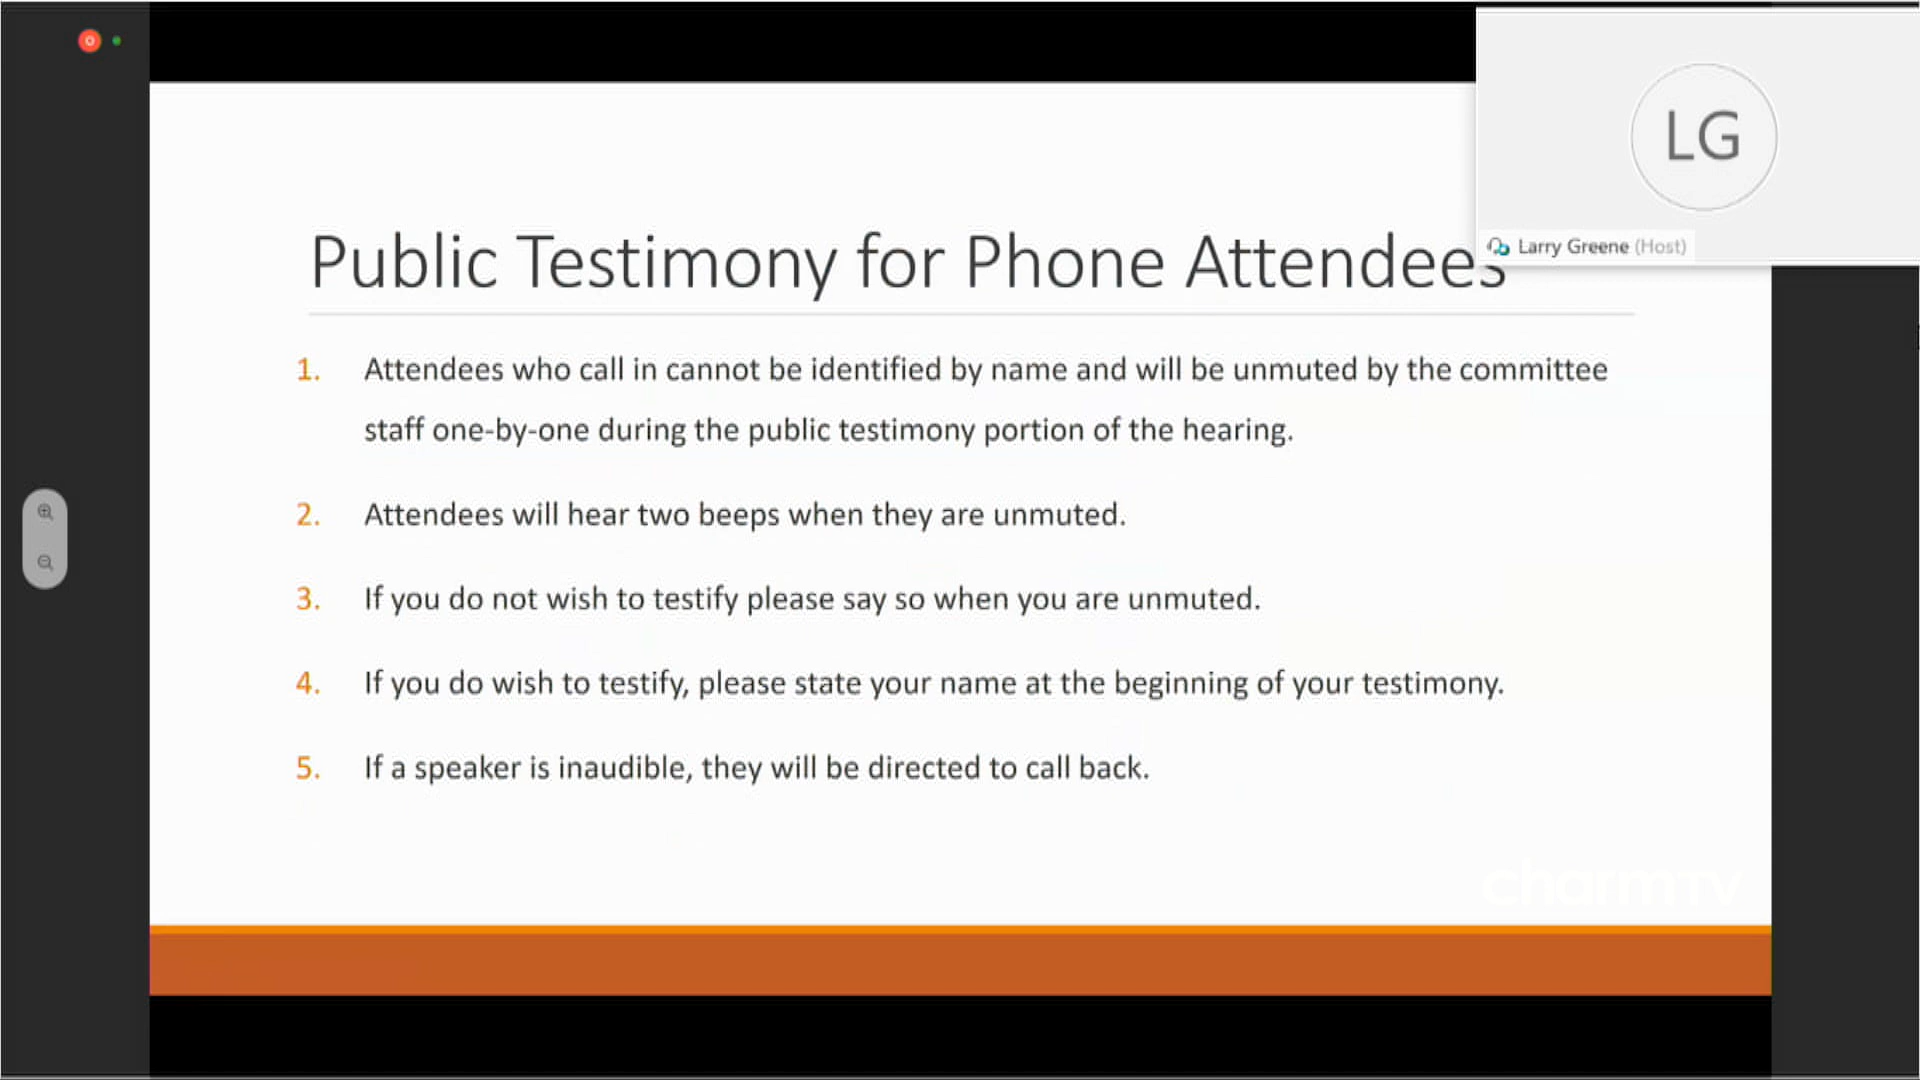 LG
Larry Greene (Host)
Public Testimony for Phone Attendees
1. Attendees who call in cannot be identified by name and will be unmuted by the committee
staff one-by-one during the public testimony portion of the hearing.
2. Attendees will hear two beeps when they are unmuted.
3. If you do not wish to testify please say so when you are unmuted.
4. If you do wish to testify, please state your name at the beginning of your testimony.
5. If a speaker is inaudible, they will be directed to call back.
charmTV